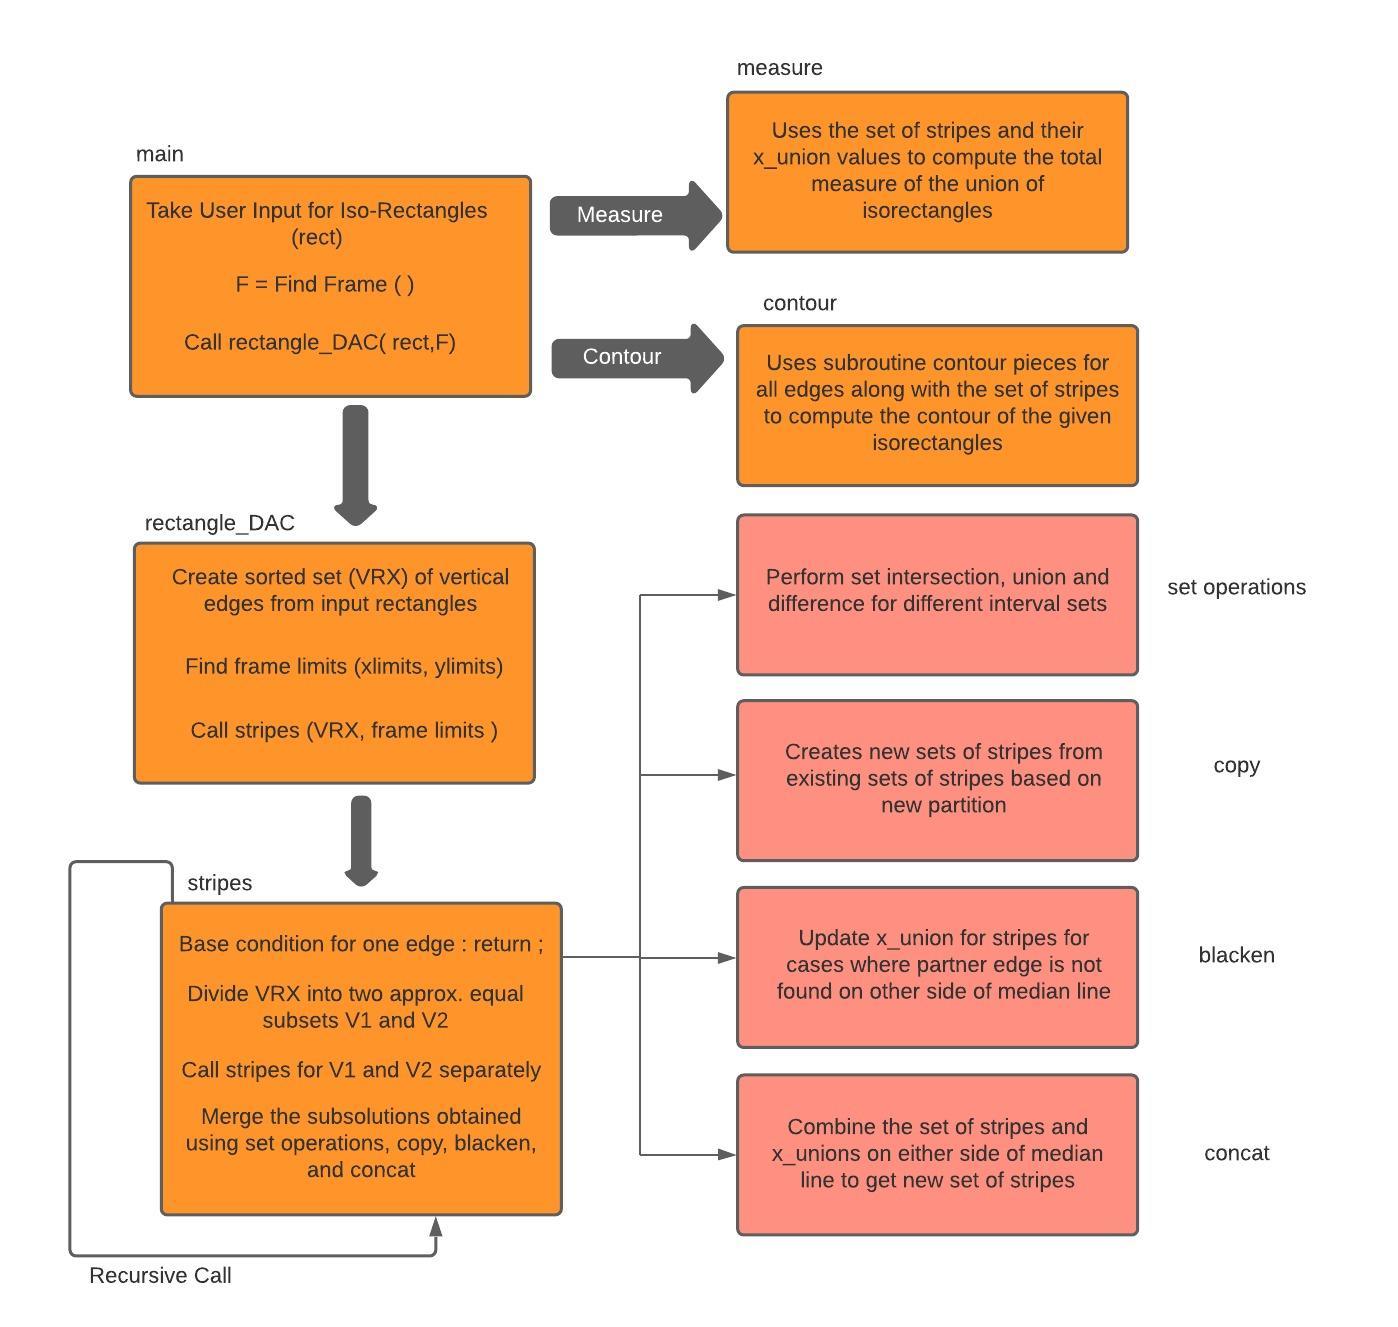 main
Take User Input for Iso-Rectangles
(rect)
F = Find Frame ( )
Call rectangle_DAC( rect,F)
Measure
measure
Uses the set of stripes and their
x_union values to compute the total
measure of the union of
isorectangles
Contour
contour
Uses subroutine contour pieces for
all edges along with the set of stripes
to compute the contour of the given
isorectangles
rectangle_DAC
Create sorted set (VRX) of vertical
edges from input rectangles
Find frame limits (xlimits, ylimits)
Call stripes (VRX, frame limits )
stripes
Base condition for one edge : return ;
Divide VRX into two approx. equal
subsets V1 and V2
Call stripes for V1 and V2 separately
Merge the subsolutions obtained
using set operations, copy, blacken,
and concat
Recursive Call
Perform set intersection, union and
difference for different interval sets
set operations
Creates new sets of stripes from
existing sets of stripes based on
new partition
copy
Update x_union for stripes for
cases where partner edge is not
found on other side of median line
blacken
Combine the set of stripes and
x_unions on either side of median
line to get new set of stripes
concat